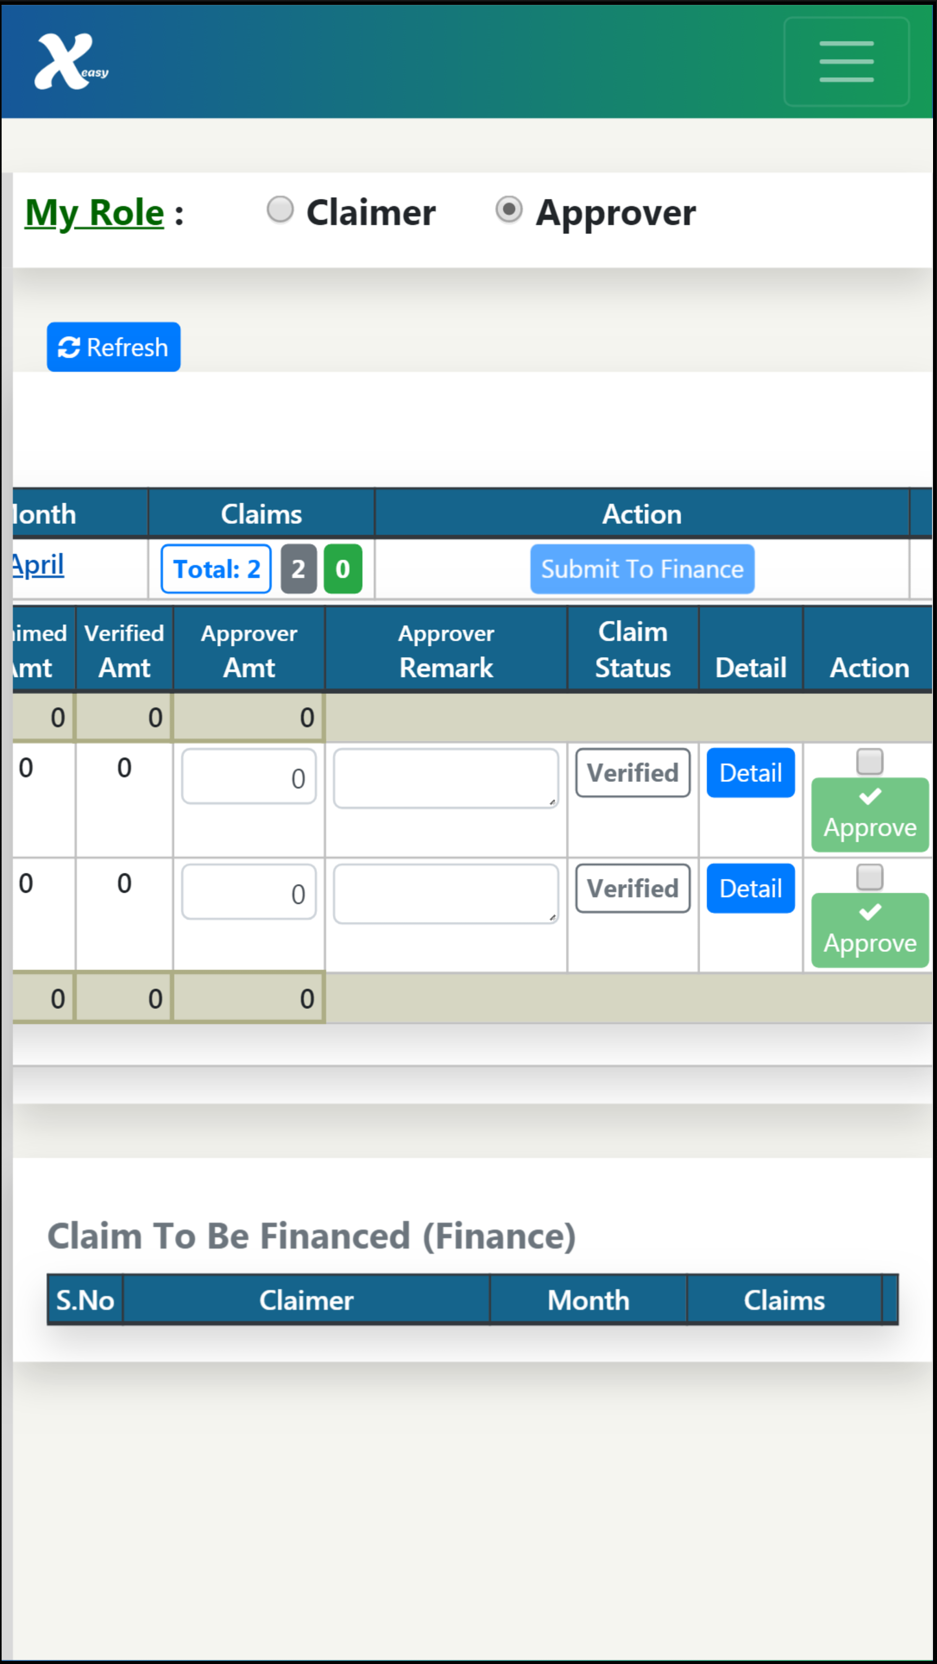 X easy
My Role : Claimer Approver
Refresh
onth Claims Action
April Total: 2 2 0 Submit To Finance
imed Verified Approver Approver Claim
Amt Amt Amt Remark Status Detail Action
0 0 0
0 0 0 Verified Detail
Approve
0 0 0 Verified Detail
Approve
0 0 0
Claim To Be Financed (Finance)
S.No Claimer Month Claims